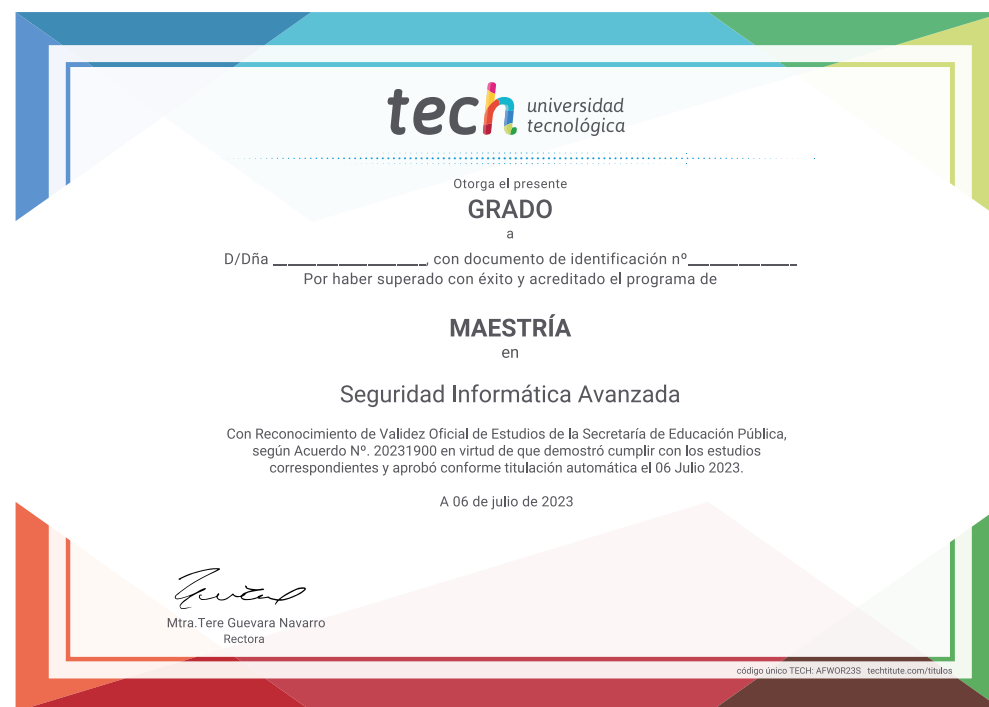 tech universidad
tecnológica
Otorga el presente
GRADO
a
D/Dña ___________________, con documento de identificación nº_____________
Por haber superado con éxito y acreditado el programa de
MAESTRÍA
en
Seguridad Informática Avanzada
Con Reconocimiento de Validez Oficial de Estudios de la Secretaría de Educación Pública,
según Acuerdo Nº. 20231900 en virtud de que demostró cumplir con los estudios
correspondientes y aprobó conforme titulación automática el 06 Julio 2023.
A 06 de julio de 2023
Mtra.Tere Guevara Navarro
Rectora
código único TECH: AFWOR23S techtitute.com/titulos